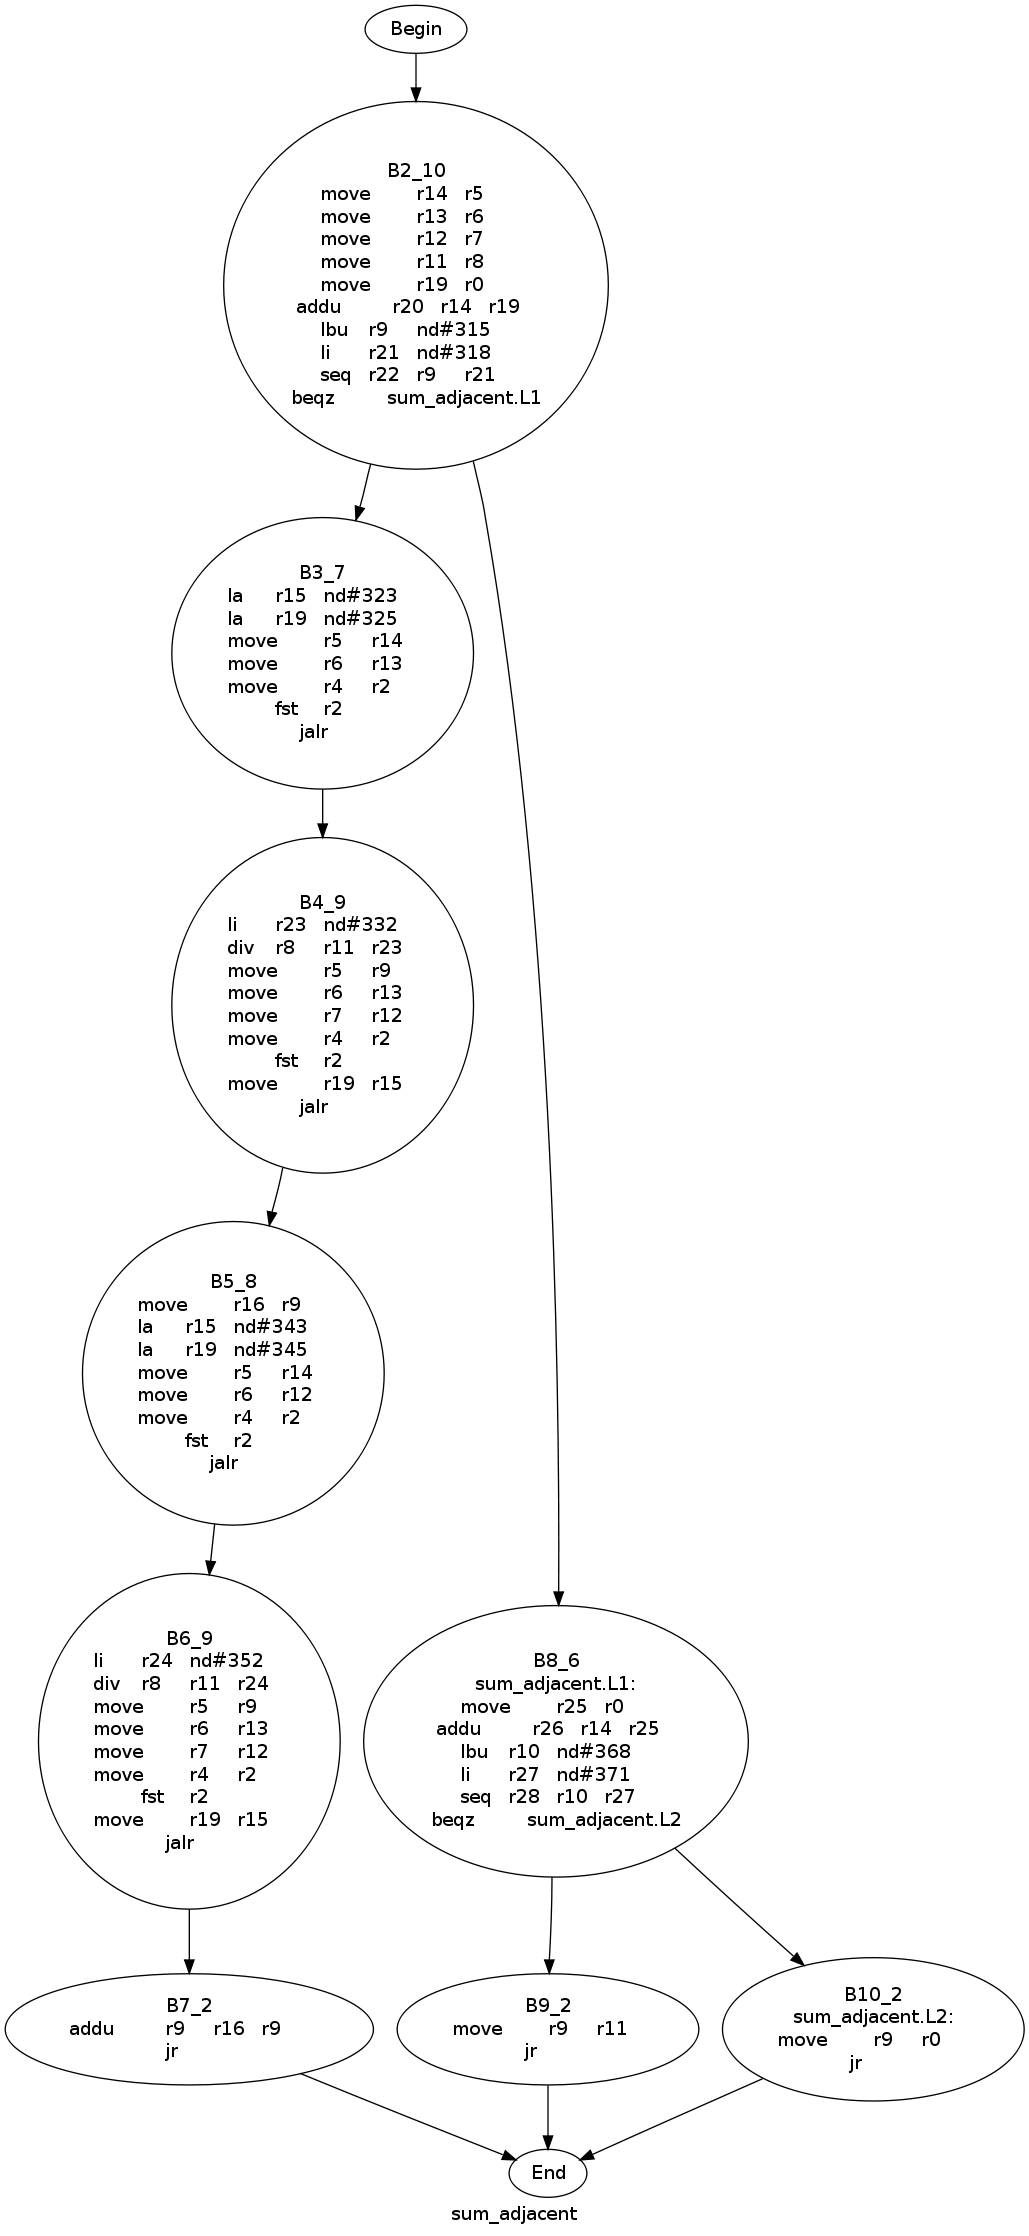 Begin
B2_10
move r14 r5
move r13 r6
move r12 r7
move r11 r8
move r19 r0
addu r20 r14 r19
lbu r9 nd#315
li r21 nd#318
seq r22 r9 r21
beqz sum_adjacent.L1
B3_7
la r15 nd#323
la r19 nd#325
move r5 r14
move r6 r13
move r4 r2
fst r2
jalr
B4_9
li r23 nd#332
div r8 r11 r23
move r5 r9
move r6 r13
move r7 r12
move r4 r2
fst r2
move r19 r15
jalr
B5_8
move r16 r9
la r15 nd#343
la r19 nd#345
move r5 r14
move r6 r12
move r4 r2
fst r2
jalr
B6_9
li r24 nd#352
div r8 r11 r24
move r5 r9
move r6 r13
move r7 r12
move r4 r2
fst r2
move r19 r15
jalr
B8_6
sum_adjacent.L1:
move r25 r0
addu r26 r14 r25
lbu r10 nd#368
li r27 nd#371
seq r28 r10 r27
beqz sum_adjacent.L2
B7_2
addu r9 r16 r9
jr
B9_2
move r9 r11
jr
B10_2
sum_adjacent.L2:
move r9 r0
jr
End
sum_adjacent